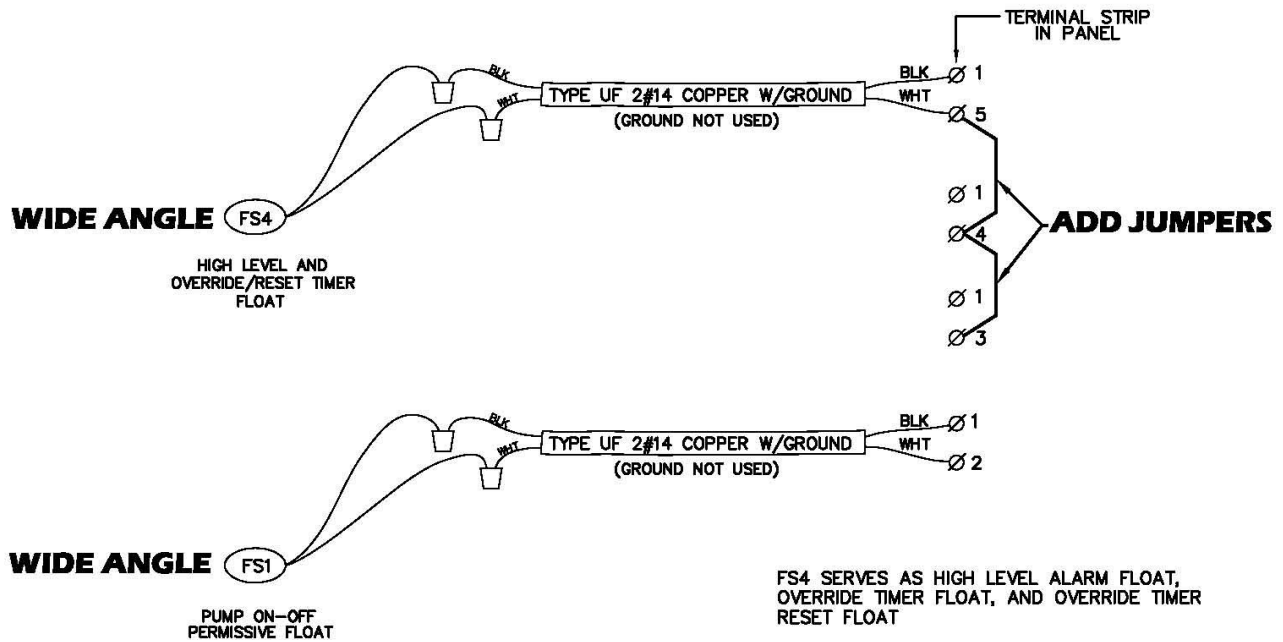 TERMINAL STRIP
IN PANEL
BLK
TYPE UF 2#14 COPPER W/GROUND
BLK
1
WHT
WHT
5
(GROUND NOT USED)
1
WIDE ANGLE
FS4
4
ADD JUMPERS
HIGH LEVEL AND
OVERRIDE/RESET TIMER
FLOAT
1
3
BLK
TYPE UF 2#14 COPPER W/GROUND
BLK
1
WHT
WHT
2
(GROUND NOT USED)
WIDE ANGLE
FS1
PUMP ON-OFF
PERMISSIVE FLOAT
FS4 SERVES AS HIGH LEVEL ALARM FLOAT,
OVERRIDE TIMER FLOAT, AND OVERRIDE TIMER
RESET FLOAT